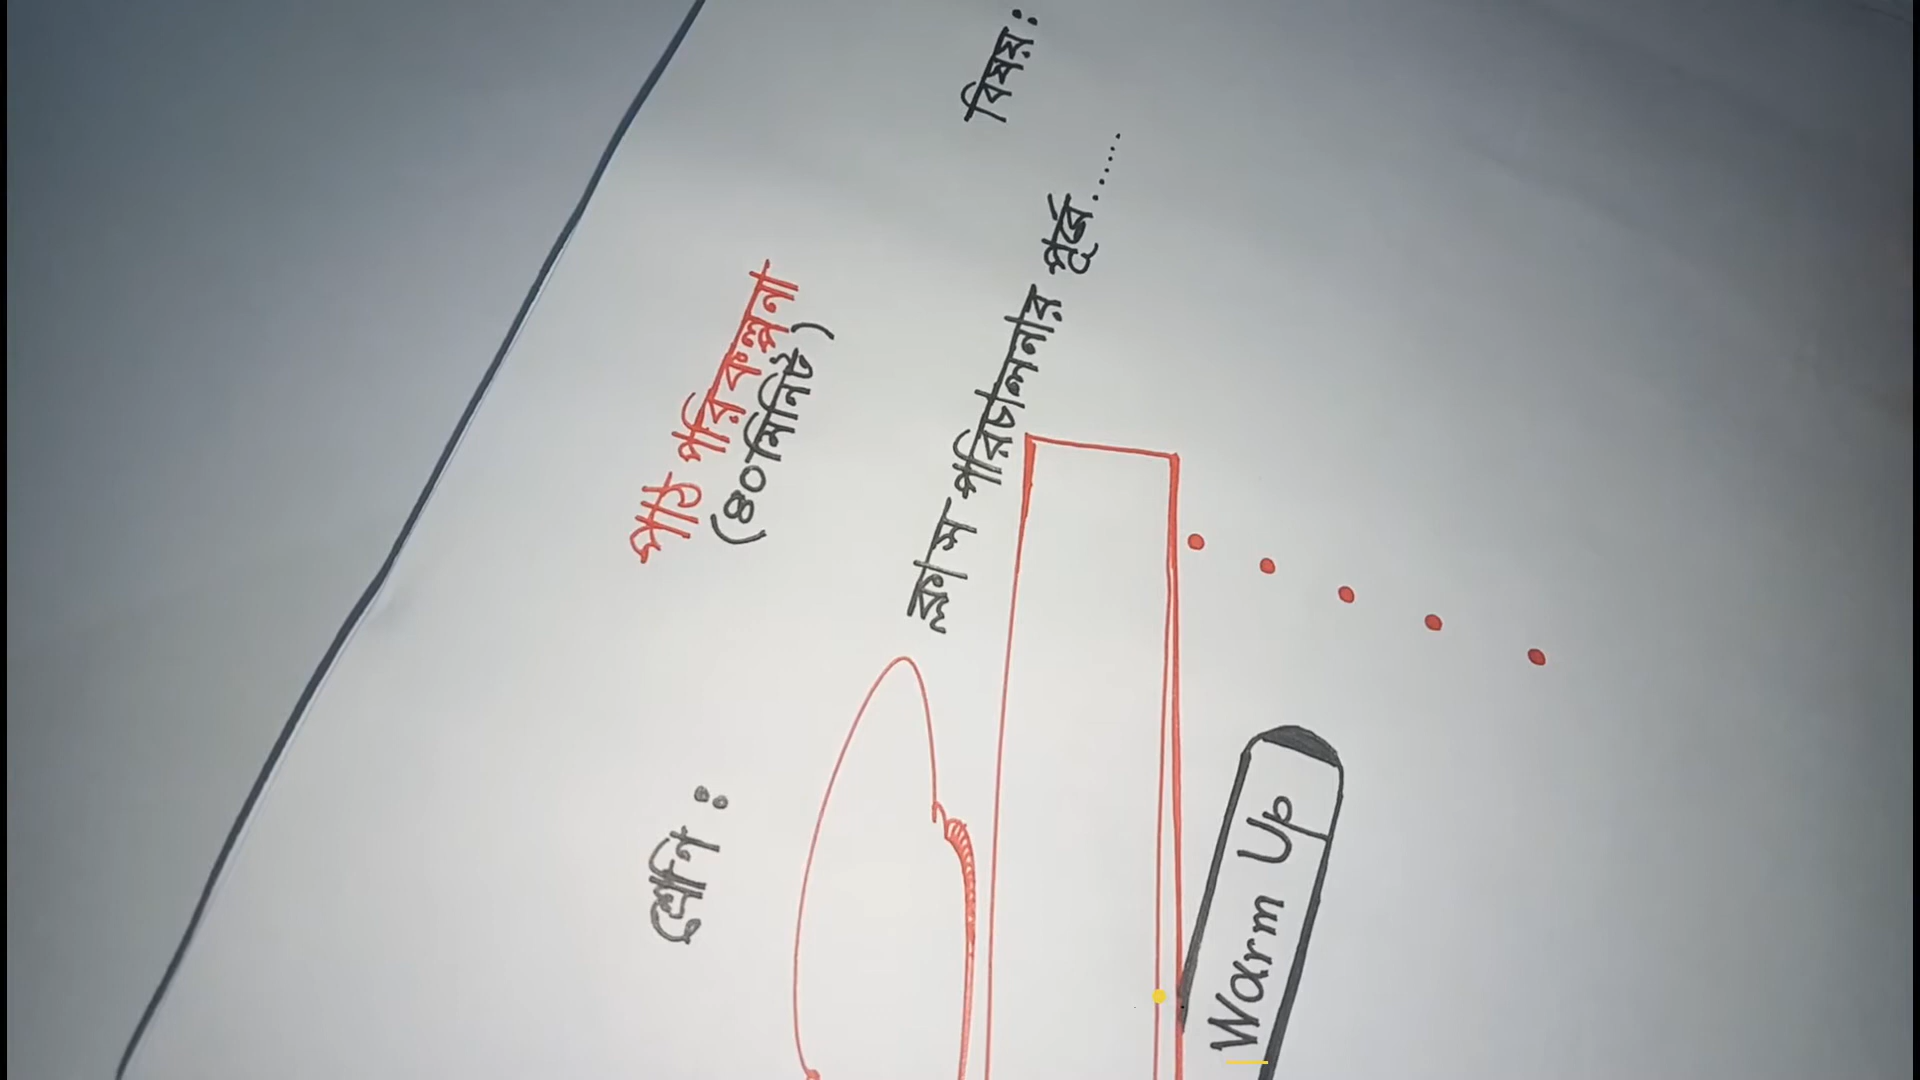 পাঠ পরিকল্পনা
(৪০মিনিট)
শ্রেণি :
বিষয় :
ক্লাস পরিচালনার পূর্বে......
Warm Up